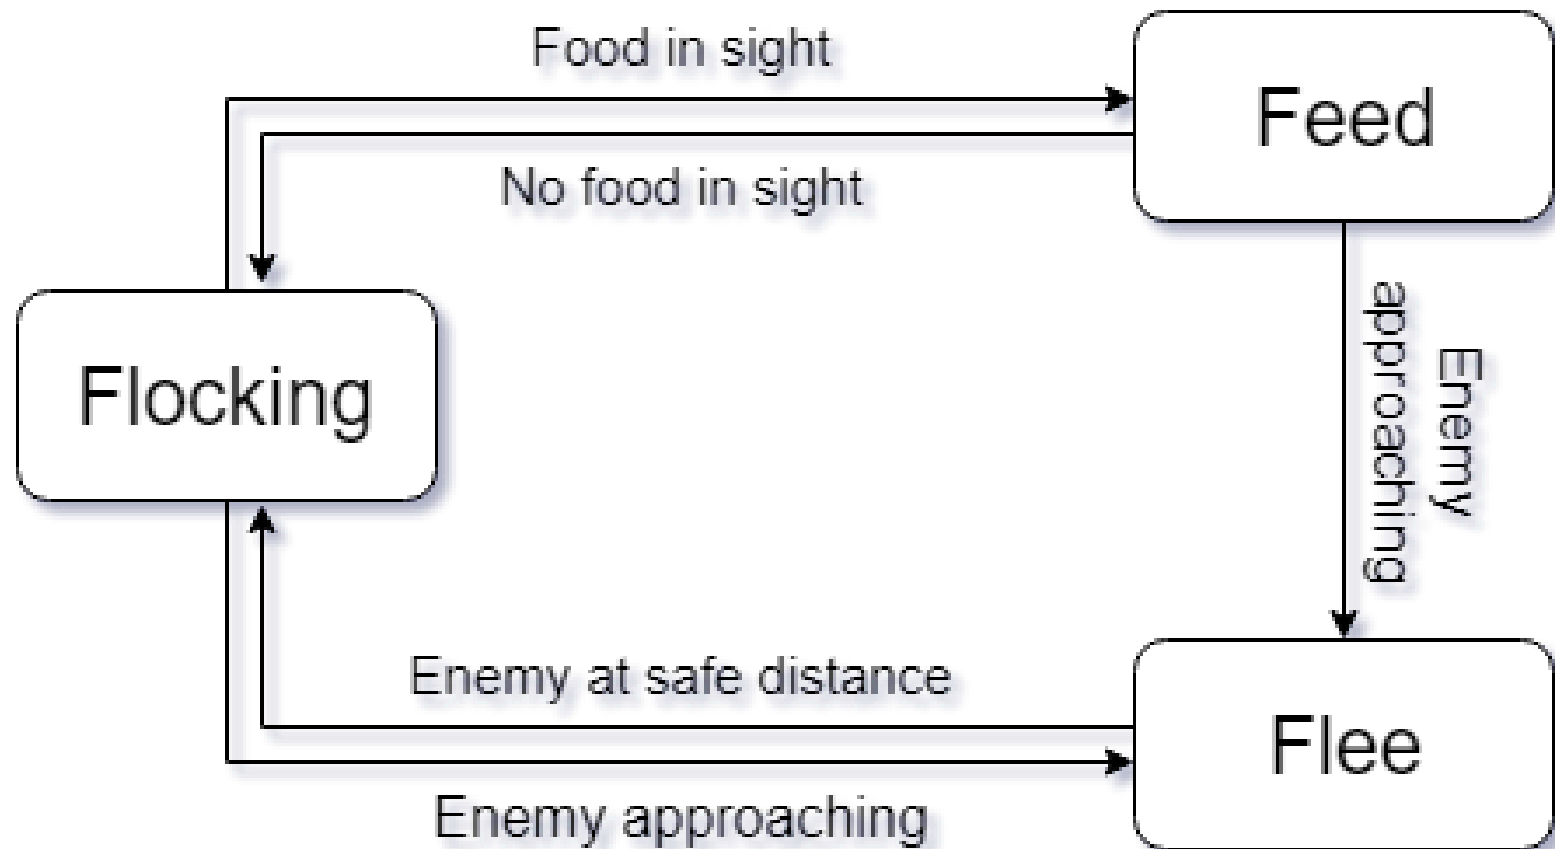 Food in sight
Feed
No food in sight
Flocking
Enemy
approaching
Enemy at safe distance
Flee
Enemy approaching